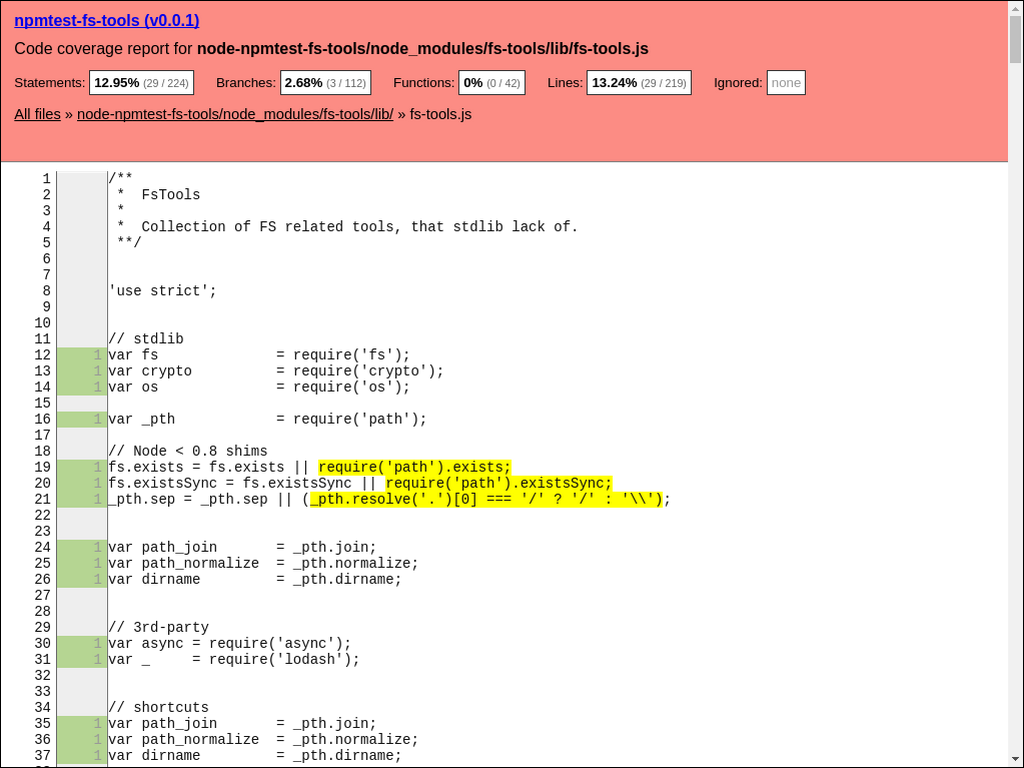 npmtest-fs-tools (v0.0.1)
Code coverage report for node-npmtest-fs-tools/node_modules/fs-tools/lib/fs-tools.js
Statements: 12.95% (29 / 224) Branches: 2.68% (3 / 112) Functions: 0% (0 / 42) Lines: 13.24% (29 / 219) Ignored: none
All files » node-npmtest-fs-tools/node_modules/fs-tools/lib/ » fs-tools.js
1 /**
2  *  FsTools
3  *
4  *  Collection of FS related tools, that stdlib lack of.
5  **/
6
7
8 'use strict';
9
10
11 // stdlib
12 1 var fs              = require('fs');
13 1 var crypto          = require('crypto');
14 1 var os              = require('os');
15
16 1 var _pth            = require('path');
17
18 // Node < 0.8 shims
19 1 fs.exists = fs.exists || require('path').exists;
20 1 fs.existsSync = fs.existsSync || require('path').existsSync;
21 1 _pth.sep = _pth.sep || (_pth.resolve('.')[0] === '/' ? '/' : '\\');
22
23
24 1 var path_join       = _pth.join;
25 1 var path_normalize  = _pth.normalize;
26 1 var dirname         = _pth.dirname;
27
28
29 // 3rd-party
30 1 var async = require('async');
31 1 var _     = require('lodash');
32
33
34 // shortcuts
35 1 var path_join       = _pth.join;
36 1 var path_normalize  = _pth.normalize;
37 1 var dirname         = _pth.dirname;